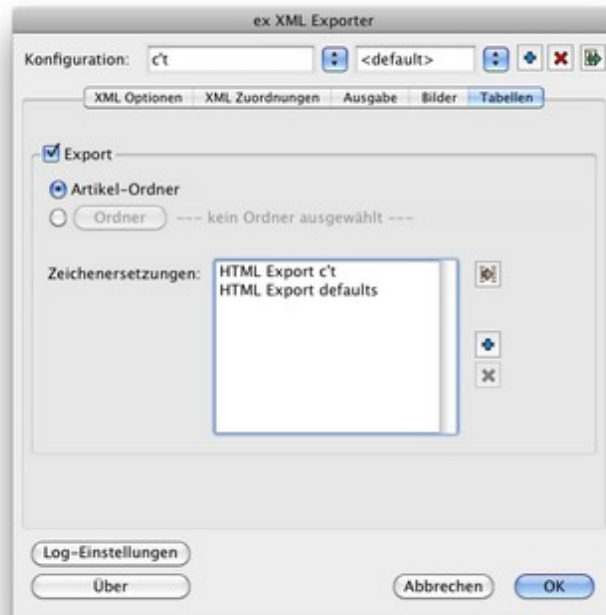 ex XML Exporter
Konfiguration: c't <default>
XML Optionen XML Zuordnungen Ausgabe Bilder Tabellen
Export
Artikel-Ordner
Ordner --- kein Ordner ausgewählt ---
Zeichenersetzungen: HTML Export c't
HTML Export defaults
Log-Einstellungen
Über Abbrechen OK